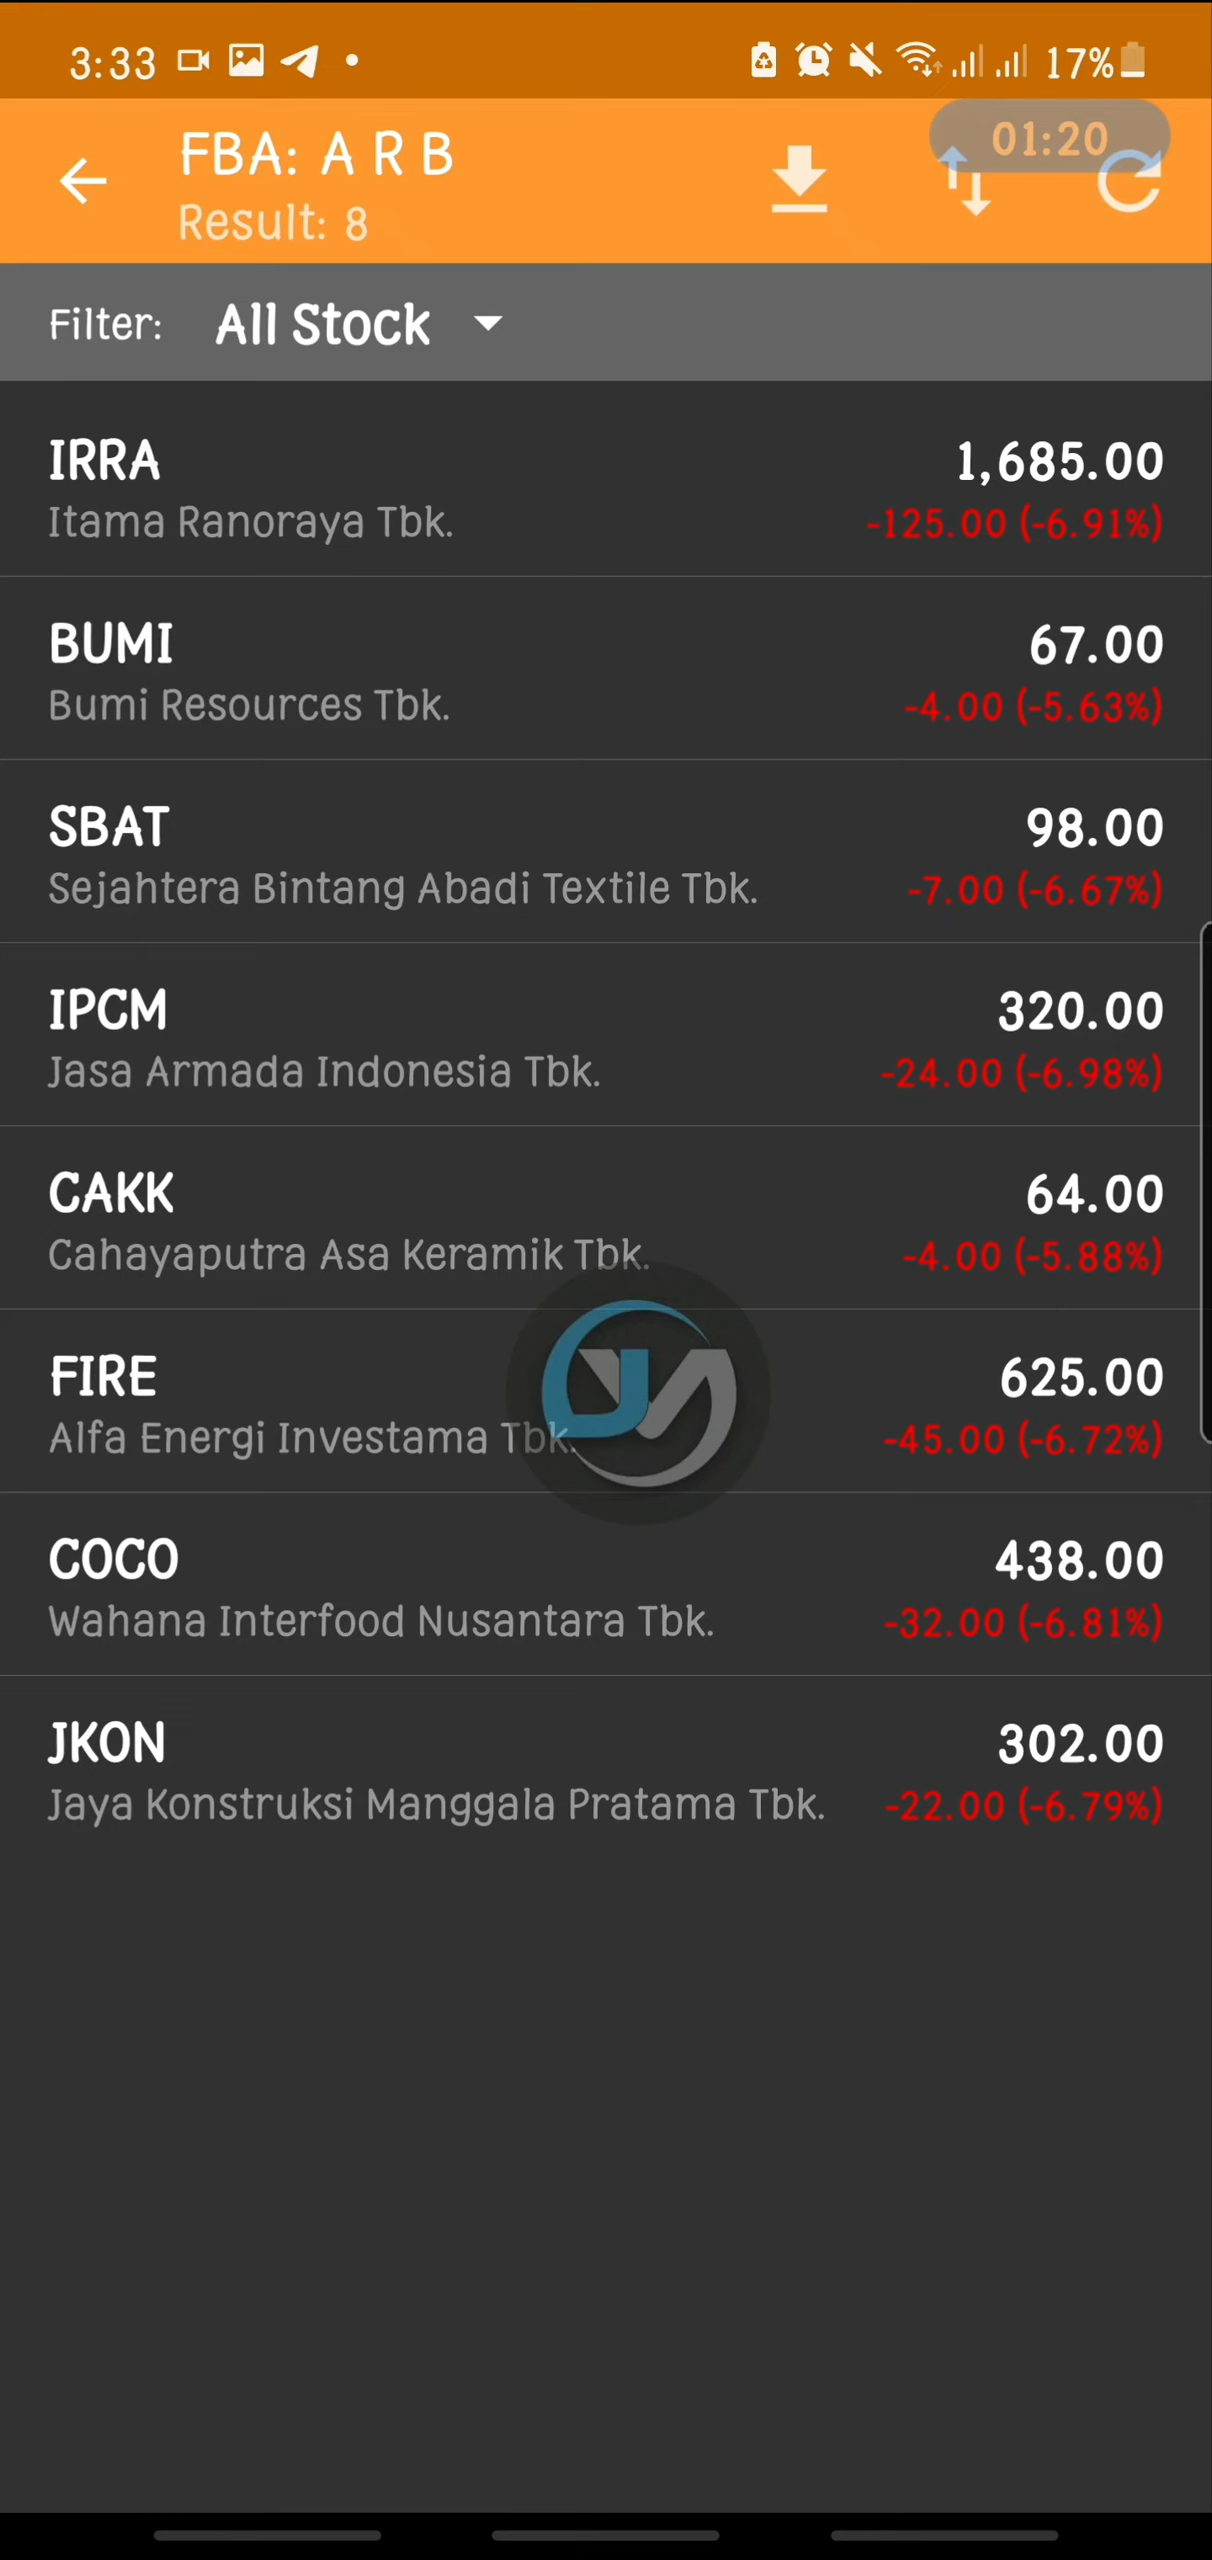 3:33
17%
FBA: A R B
01:20
Result: 8
Filter: All Stock
IRRA 1,685.00
Itama Ranoraya Tbk. -125.00 (-6.91%)
BUMI 67.00
Bumi Resources Tbk. -4.00 (-5.63%)
SBAT 98.00
Sejahtera Bintang Abadi Textile Tbk. -7.00 (-6.67%)
IPCM 320.00
Jasa Armada Indonesia Tbk. -24.00 (-6.98%)
CAKK 64.00
Cahayaputra Asa Keramik Tbk. -4.00 (-5.88%)
FIRE 625.00
Alfa Energi Investama Tbk. -45.00 (-6.72%)
COCO 438.00
Wahana Interfood Nusantara Tbk. -32.00 (-6.81%)
JKON 302.00
Jaya Konstruksi Manggala Pratama Tbk. -22.00 (-6.79%)